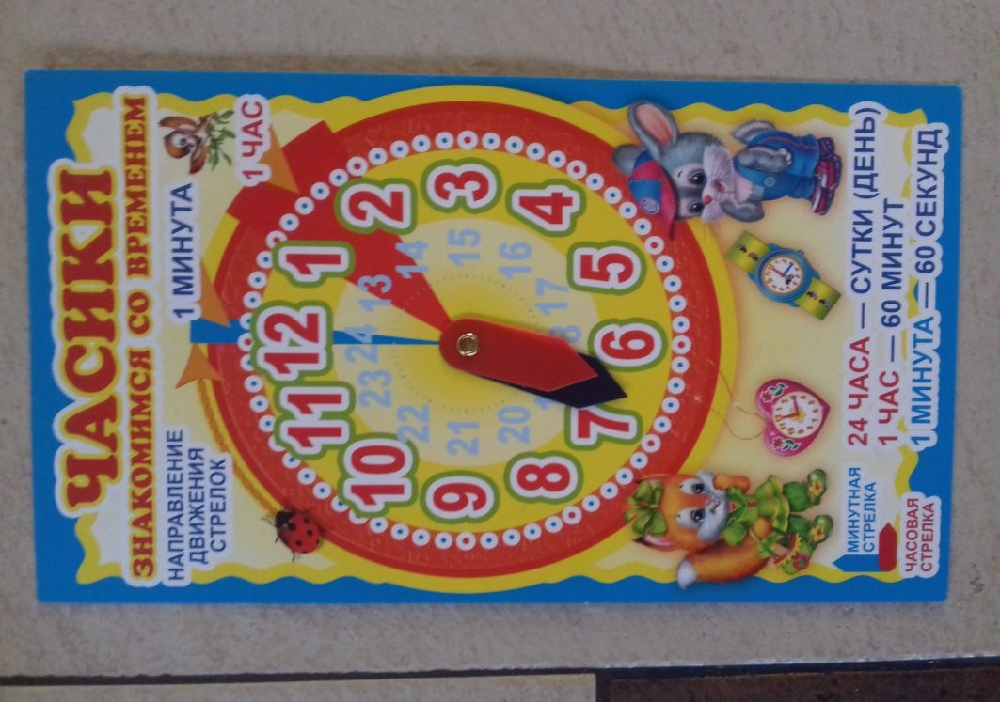 ЧАСИКИ
ЗНАКОМИМСЯ СО ВРЕМЕНЕМ
НАПРАВЛЕНИЕ
ДВИЖЕНИЯ
СТРЕЛОК
1 МИНУТА
1 ЧАС
12
1
2
3
4
5
6
7
8
9
10
11
24
13
14
15
16
17
20
21
22
23
МИНУТНАЯ
СТРЕЛКА
ЧАСОВАЯ
СТРЕЛКА
24 ЧАСА — СУТКИ (ДЕНЬ)
1 ЧАС — 60 МИНУТ
1 МИНУТА — 60 СЕКУНД